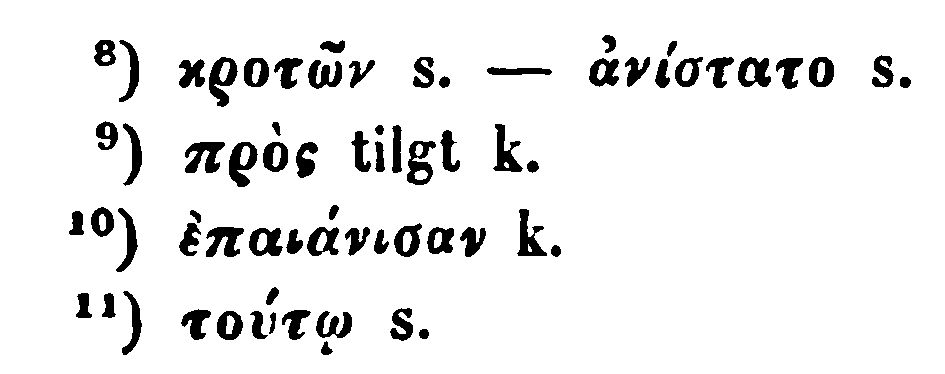 ⁸) κροτῶν s. — ἀνίστατο s.
⁹) πρὸς tilgt k.
¹⁰) ἐπαιάνισαν k.
¹¹) τούτῳ s.